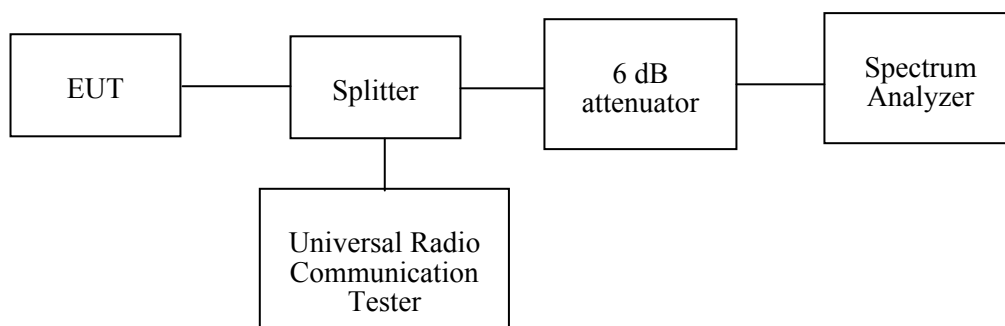 EUT
Splitter
6 dB
attenuator
Spectrum
Analyzer
Universal Radio
Communication
Tester